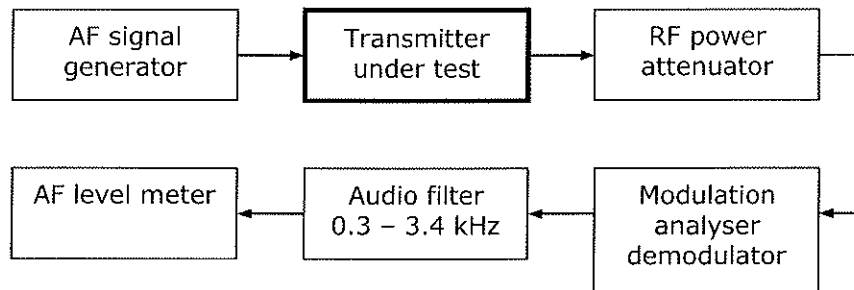 AF signal
generator
Transmitter
under test
RF power
attenuator
AF level meter
Audio filter
0.3 – 3.4 kHz
Modulation
analyser
demodulator